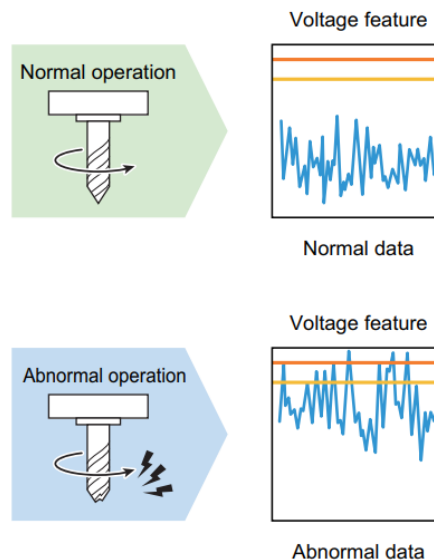 Voltage feature
Normal operation
Normal data
Voltage feature
Abnormal operation
Abnormal data